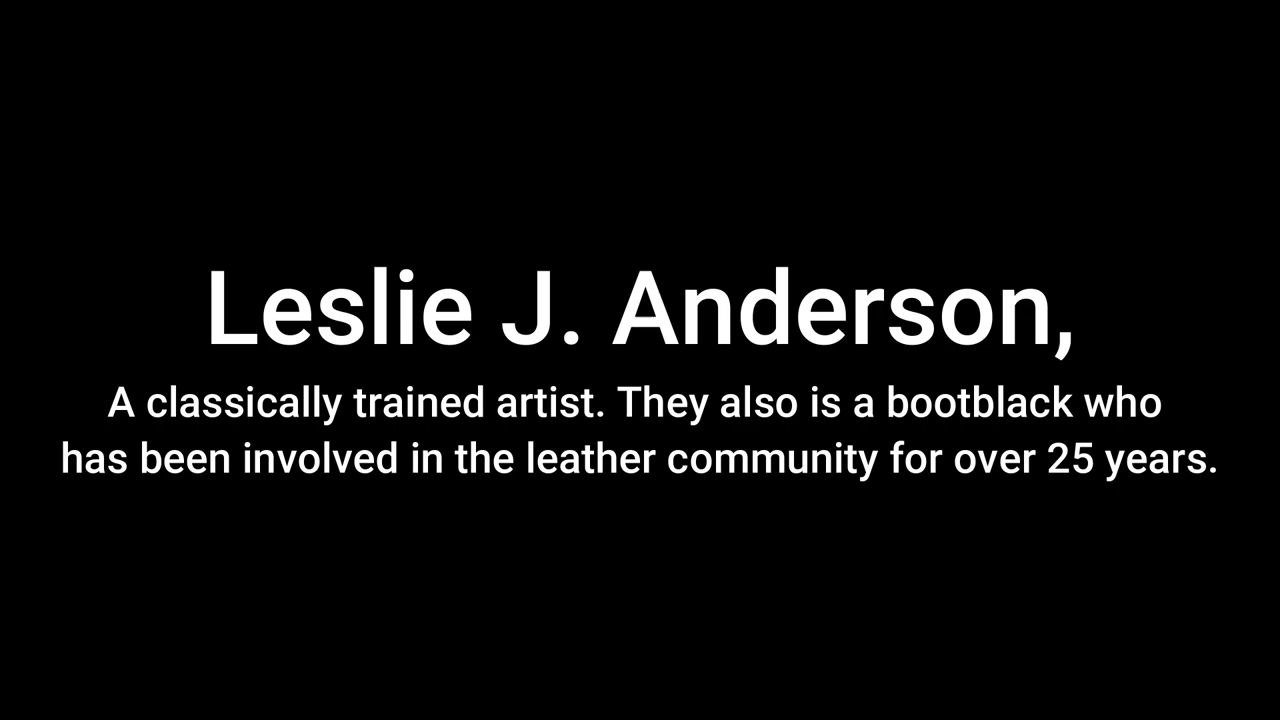 Leslie J. Anderson,
A classically trained artist. They also is a bootblack who
has been involved in the leather community for over 25 years.